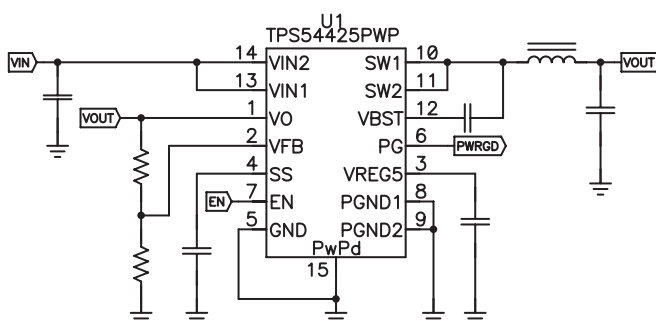 U1
TPS54425PWP
VIN
14 VIN2 SW1 10
13 VIN1 SW2 11
VOUT
1 VO VBST 12
2 VFB PG 6 PWRGD
4 SS VREG5 3
EN
7 EN PGND1 8
5 GND PGND2 9
PwPd
15
VOUT